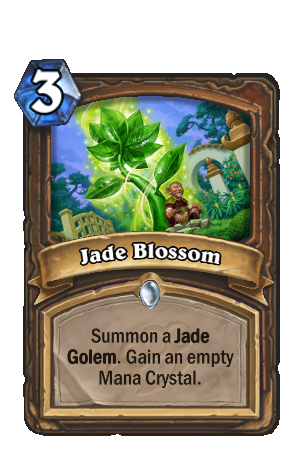 3
Jade Blossom
Summon a Jade
Golem. Gain an empty
Mana Crystal.